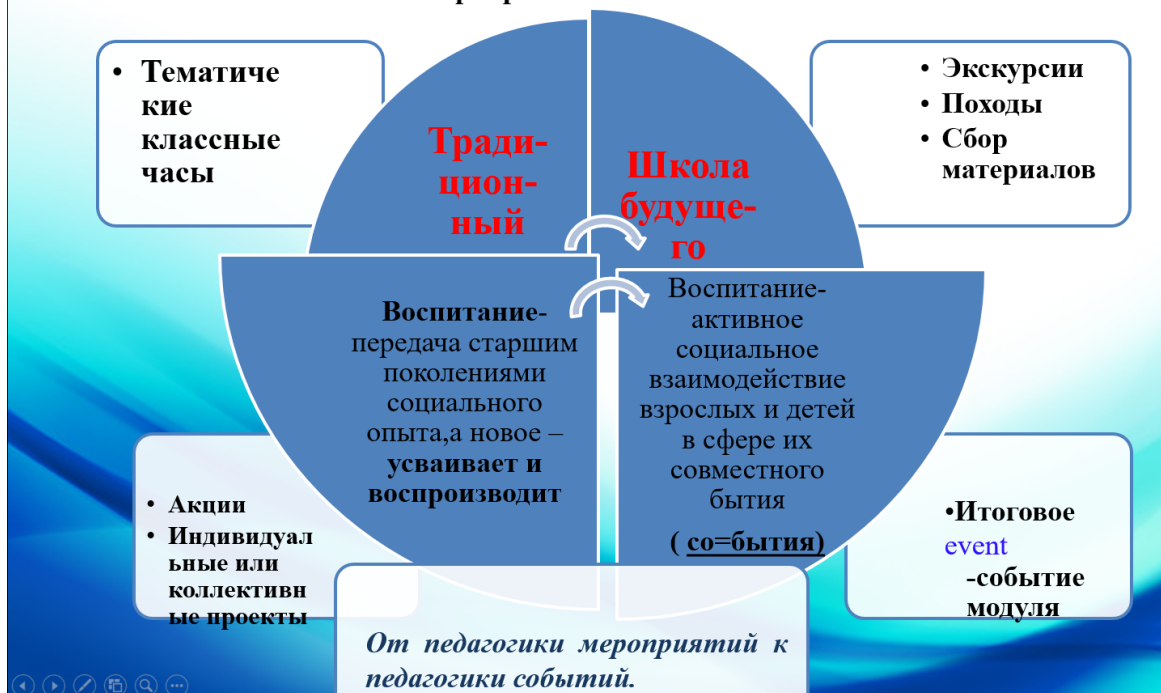 • Тематиче
кие
классные
часы
Тради-
цион-
ный
Школа
будуще-
го
• Экскурсии
• Походы
• Сбор
материалов
Воспитание-
передача старшим
поколениями
социального
опыта,а новое –
усваивает и
воспроизводит
Воспитание-
активное
социальное
взаимодействие
взрослых и детей
в сфере их
совместного
бытия
( со=бытия)
• Акции
• Индивидуал
ьные или
коллективн
ые проекты
•Итоговое
event
-событие
модуля
От педагогики мероприятий к
педагогики событий.